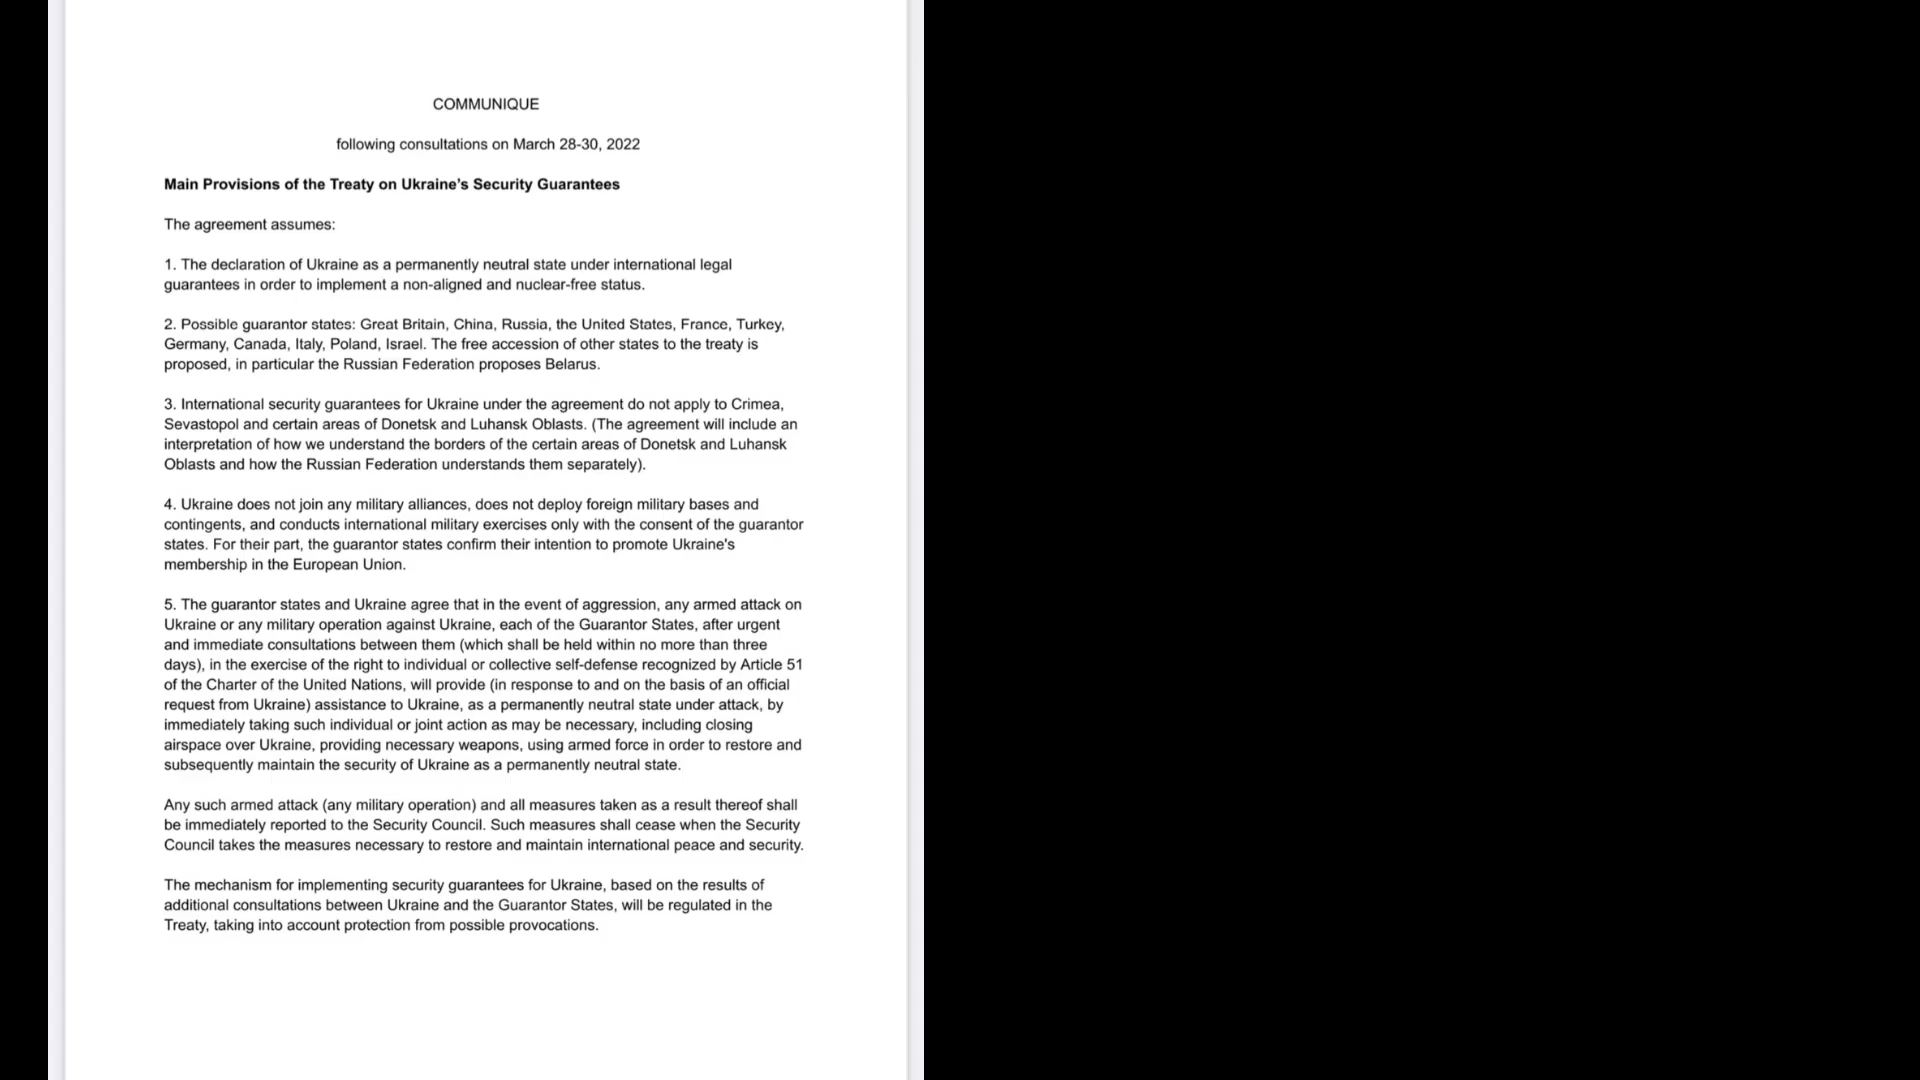 COMMUNIQUE
following consultations on March 28-30, 2022
Main Provisions of the Treaty on Ukraine’s Security Guarantees
The agreement assumes:
1. The declaration of Ukraine as a permanently neutral state under international legal
guarantees in order to implement a non-aligned and nuclear-free status.
2. Possible guarantor states: Great Britain, China, Russia, the United States, France, Turkey,
Germany, Canada, Italy, Poland, Israel. The free accession of other states to the treaty is
proposed, in particular the Russian Federation proposes Belarus.
3. International security guarantees for Ukraine under the agreement do not apply to Crimea,
Sevastopol and certain areas of Donetsk and Luhansk Oblasts. (The agreement will include an
interpretation of how we understand the borders of the certain areas of Donetsk and Luhansk
Oblasts and how the Russian Federation understands them separately).
4. Ukraine does not join any military alliances, does not deploy foreign military bases and
contingents, and conducts international military exercises only with the consent of the guarantor
states. For their part, the guarantor states confirm their intention to promote Ukraine's
membership in the European Union.
5. The guarantor states and Ukraine agree that in the event of aggression, any armed attack on
Ukraine or any military operation against Ukraine, each of the Guarantor States, after urgent
and immediate consultations between them (which shall be held within no more than three
days), in the exercise of the right to individual or collective self-defense recognized by Article 51
of the Charter of the United Nations, will provide (in response to and on the basis of an official
request from Ukraine) assistance to Ukraine, as a permanently neutral state under attack, by
immediately taking such individual or joint action as may be necessary, including closing
airspace over Ukraine, providing necessary weapons, using armed force in order to restore and
subsequently maintain the security of Ukraine as a permanently neutral state.
Any such armed attack (any military operation) and all measures taken as a result thereof shall
be immediately reported to the Security Council. Such measures shall cease when the Security
Council takes the measures necessary to restore and maintain international peace and security.
The mechanism for implementing security guarantees for Ukraine, based on the results of
additional consultations between Ukraine and the Guarantor States, will be regulated in the
Treaty, taking into account protection from possible provocations.